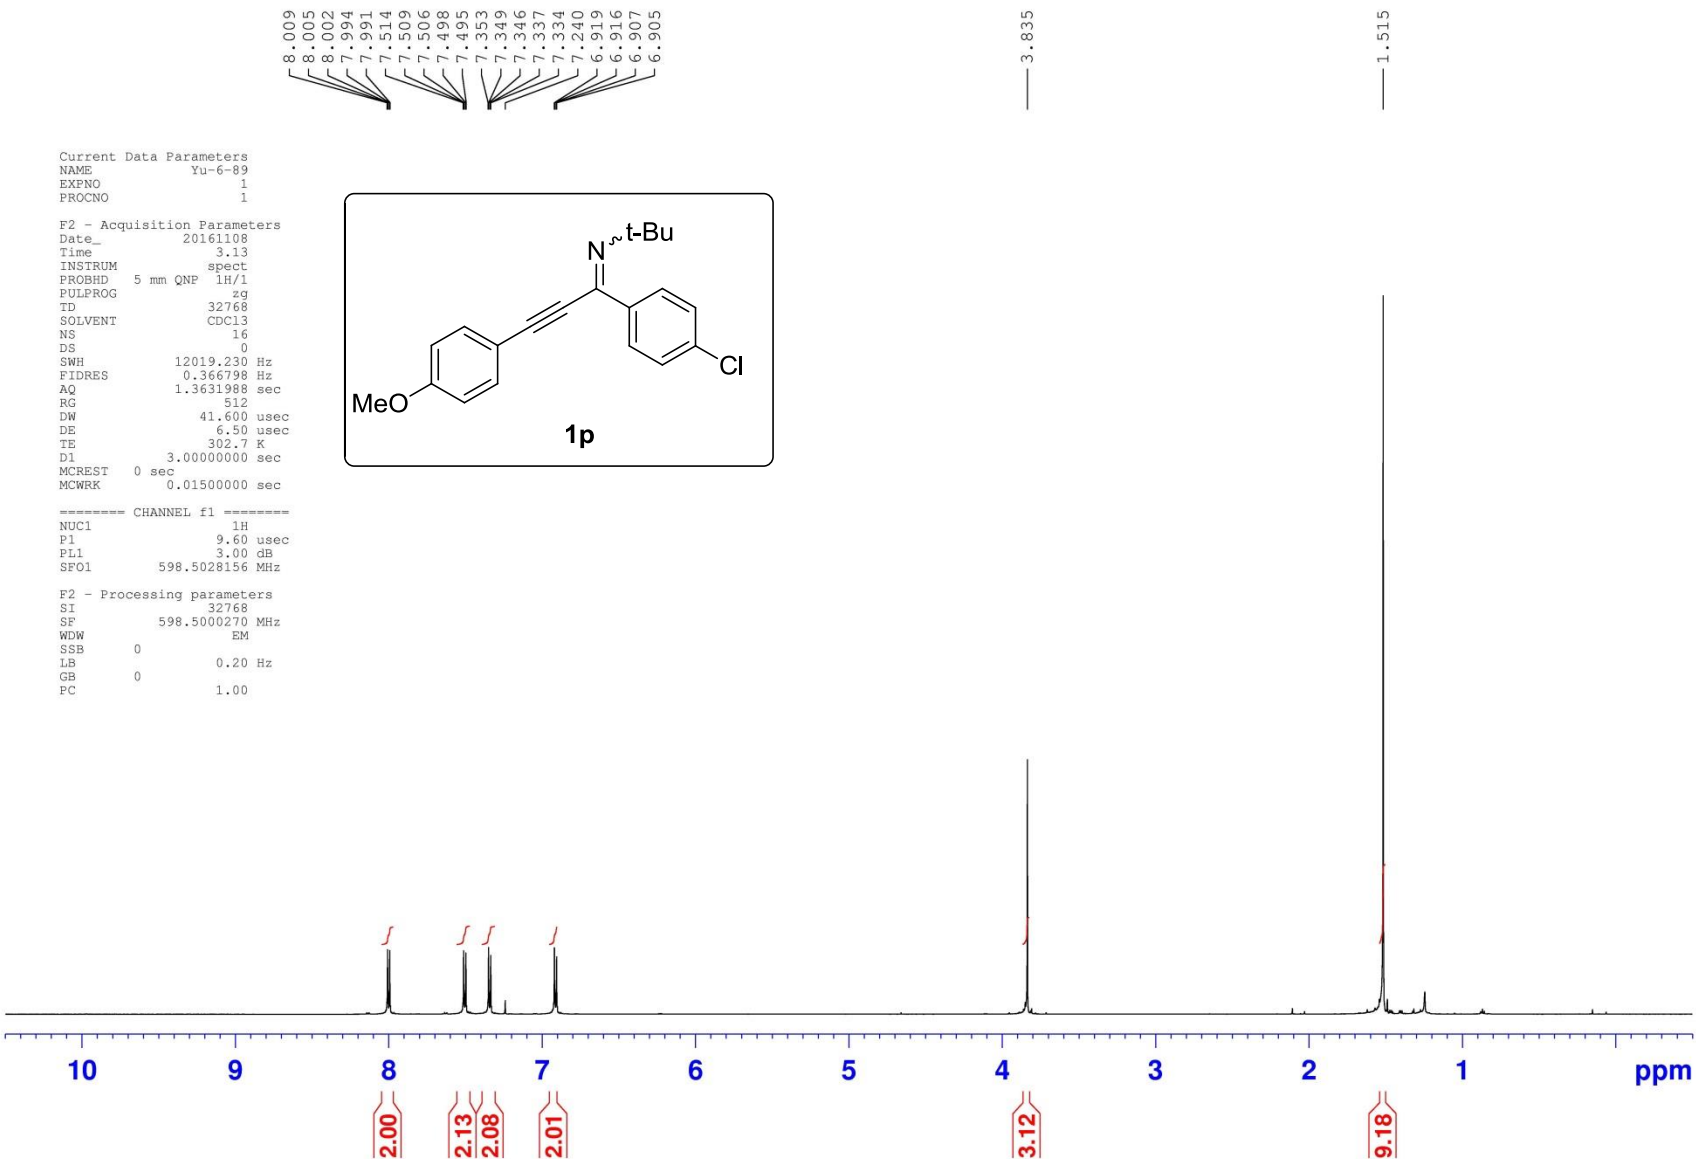 8.009
8.005
8.002
7.994
7.991
7.514
7.509
7.506
7.498
7.495
7.353
7.349
7.346
7.337
7.334
7.240
6.919
6.916
6.907
6.905
3.835
1.515
Current Data Parameters
NAME Yu-6-89
EXPNO 1
PROCNO 1
F2 - Acquisition Parameters
Date_ 20161108
Time 3.13
INSTRUM spect
PROBHD 5 mm QNP 1H/1
PULPROG zg
TD 32768
SOLVENT CDCl3
NS 16
DS 0
SWH 12019.230 Hz
FIDRES 0.366798 Hz
AQ 1.3631988 sec
RG 512
DW 41.600 usec
DE 6.50 usec
TE 302.7 K
D1 3.00000000 sec
MCREST 0 sec
MCWRK 0.01500000 sec
======== CHANNEL f1 ========
NUC1 1H
P1 9.60 usec
PL1 3.00 dB
SFO1 598.5028156 MHz
F2 - Processing parameters
SI 32768
SF 598.5000270 MHz
WDW EM
SSB 0
LB 0.20 Hz
GB 0
PC 1.00
N
t-Bu
Cl
MeO
1p
10 9 8 7 6 5 4 3 2 1 ppm
2.00
2.13
2.08
2.01
3.12
9.18